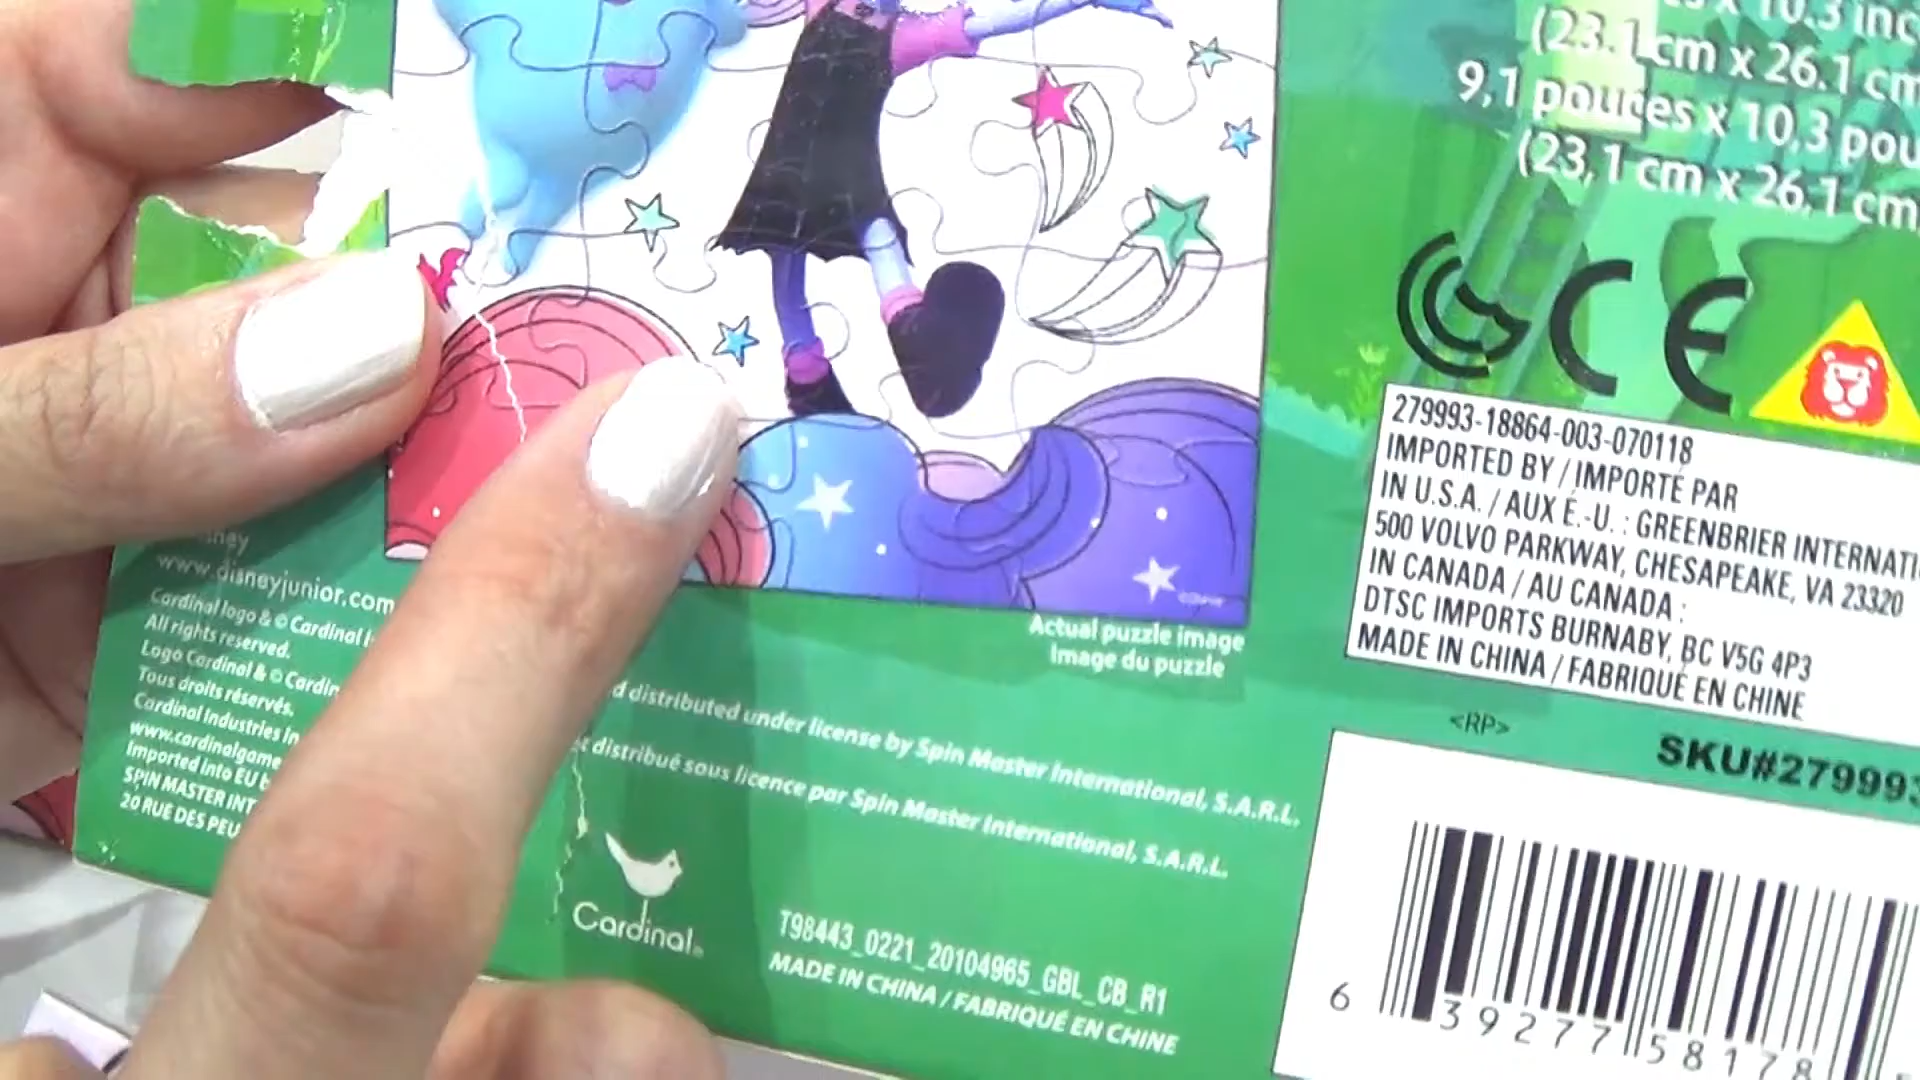 x 10.3 inc
(23.1 cm x 26.1 cm
9,1 pouces x 10,3 pou
(23,1 cm x 26,1 cm
CE
279993-18864-003-070118
IMPORTED BY / IMPORTÉ PAR
IN U.S.A. / AUX É.-U. : GREENBRIER INTERNATI
500 VOLVO PARKWAY, CHESAPEAKE, VA 23320
IN CANADA / AU CANADA :
DTSC IMPORTS BURNABY, BC V5G 4P3
MADE IN CHINA / FABRIQUÉ EN CHINE
<RP>
SKU#279993
6 39277 58178
Actual puzzle image
Image du puzzle
www.disneyjunior.com
Cardinal logo & © Cardinal
All rights reserved.
Logo Cardinal & © Cardin
Tous droits réservés.
Cardinal Industries In
www.cardinalgame
Imported into EU b
SPIN MASTER INT
20 RUE DES PEU
d distributed under license by Spin Master International, S.A.R.L.
t distribué sous licence par Spin Master International, S.A.R.L.
Cardinal
T98443_0221_20104965_GBL_CB_R1
MADE IN CHINA / FABRIQUÉ EN CHINE